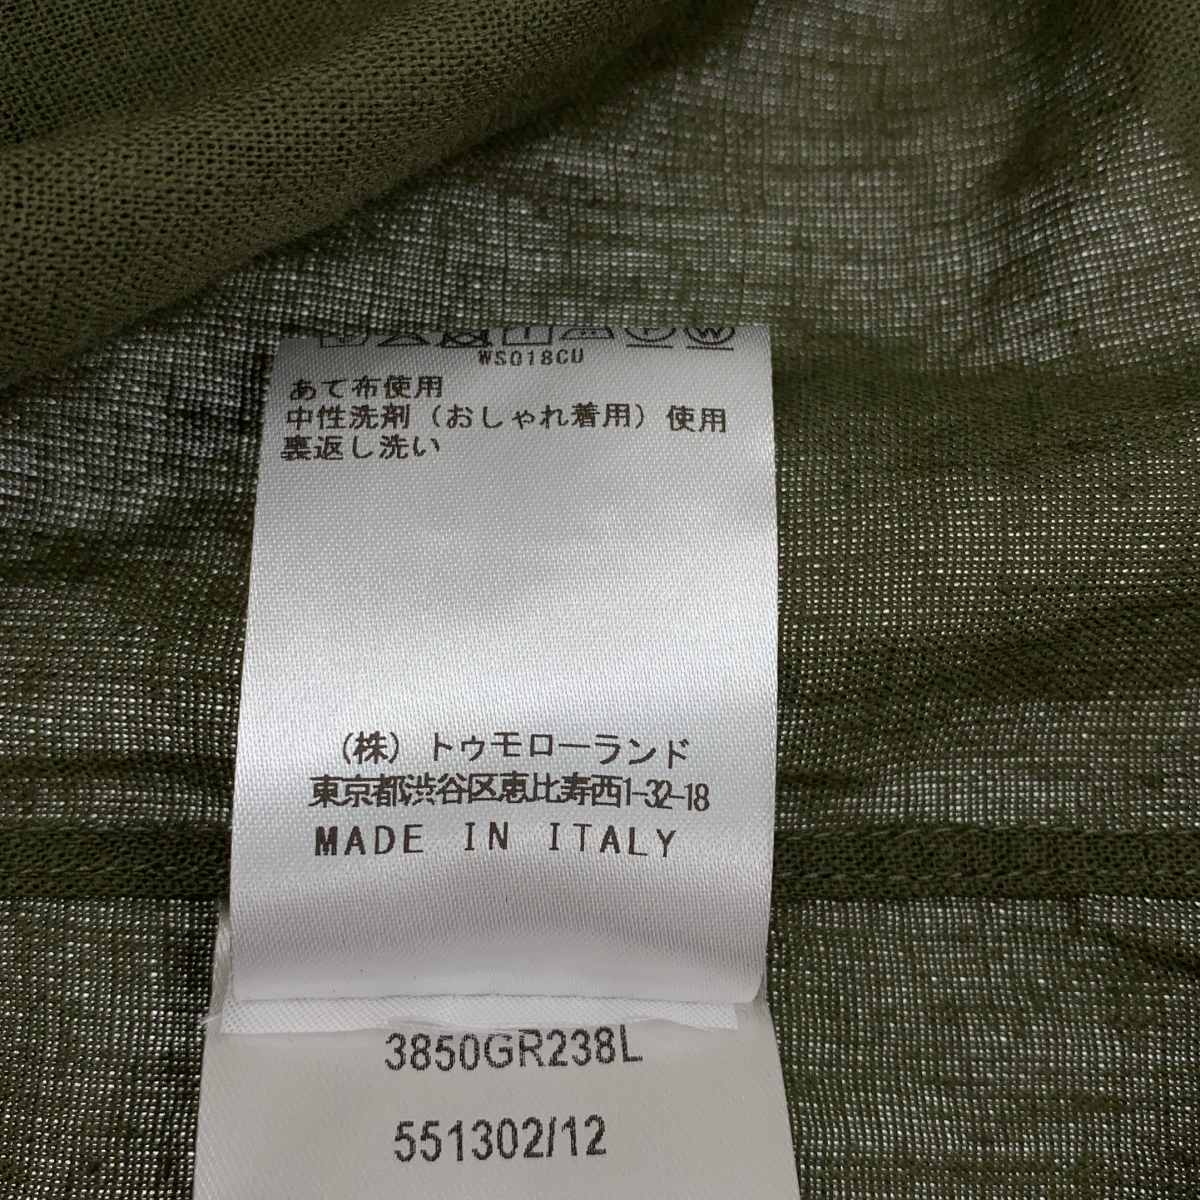 WS018CU
あて布使用
中性洗剤（おしゃれ着用）使用
裏返し洗い
（株）トゥモローランド
東京都渋谷区恵比寿西1-32-18
MADE IN ITALY
3850GR238L
551302/12